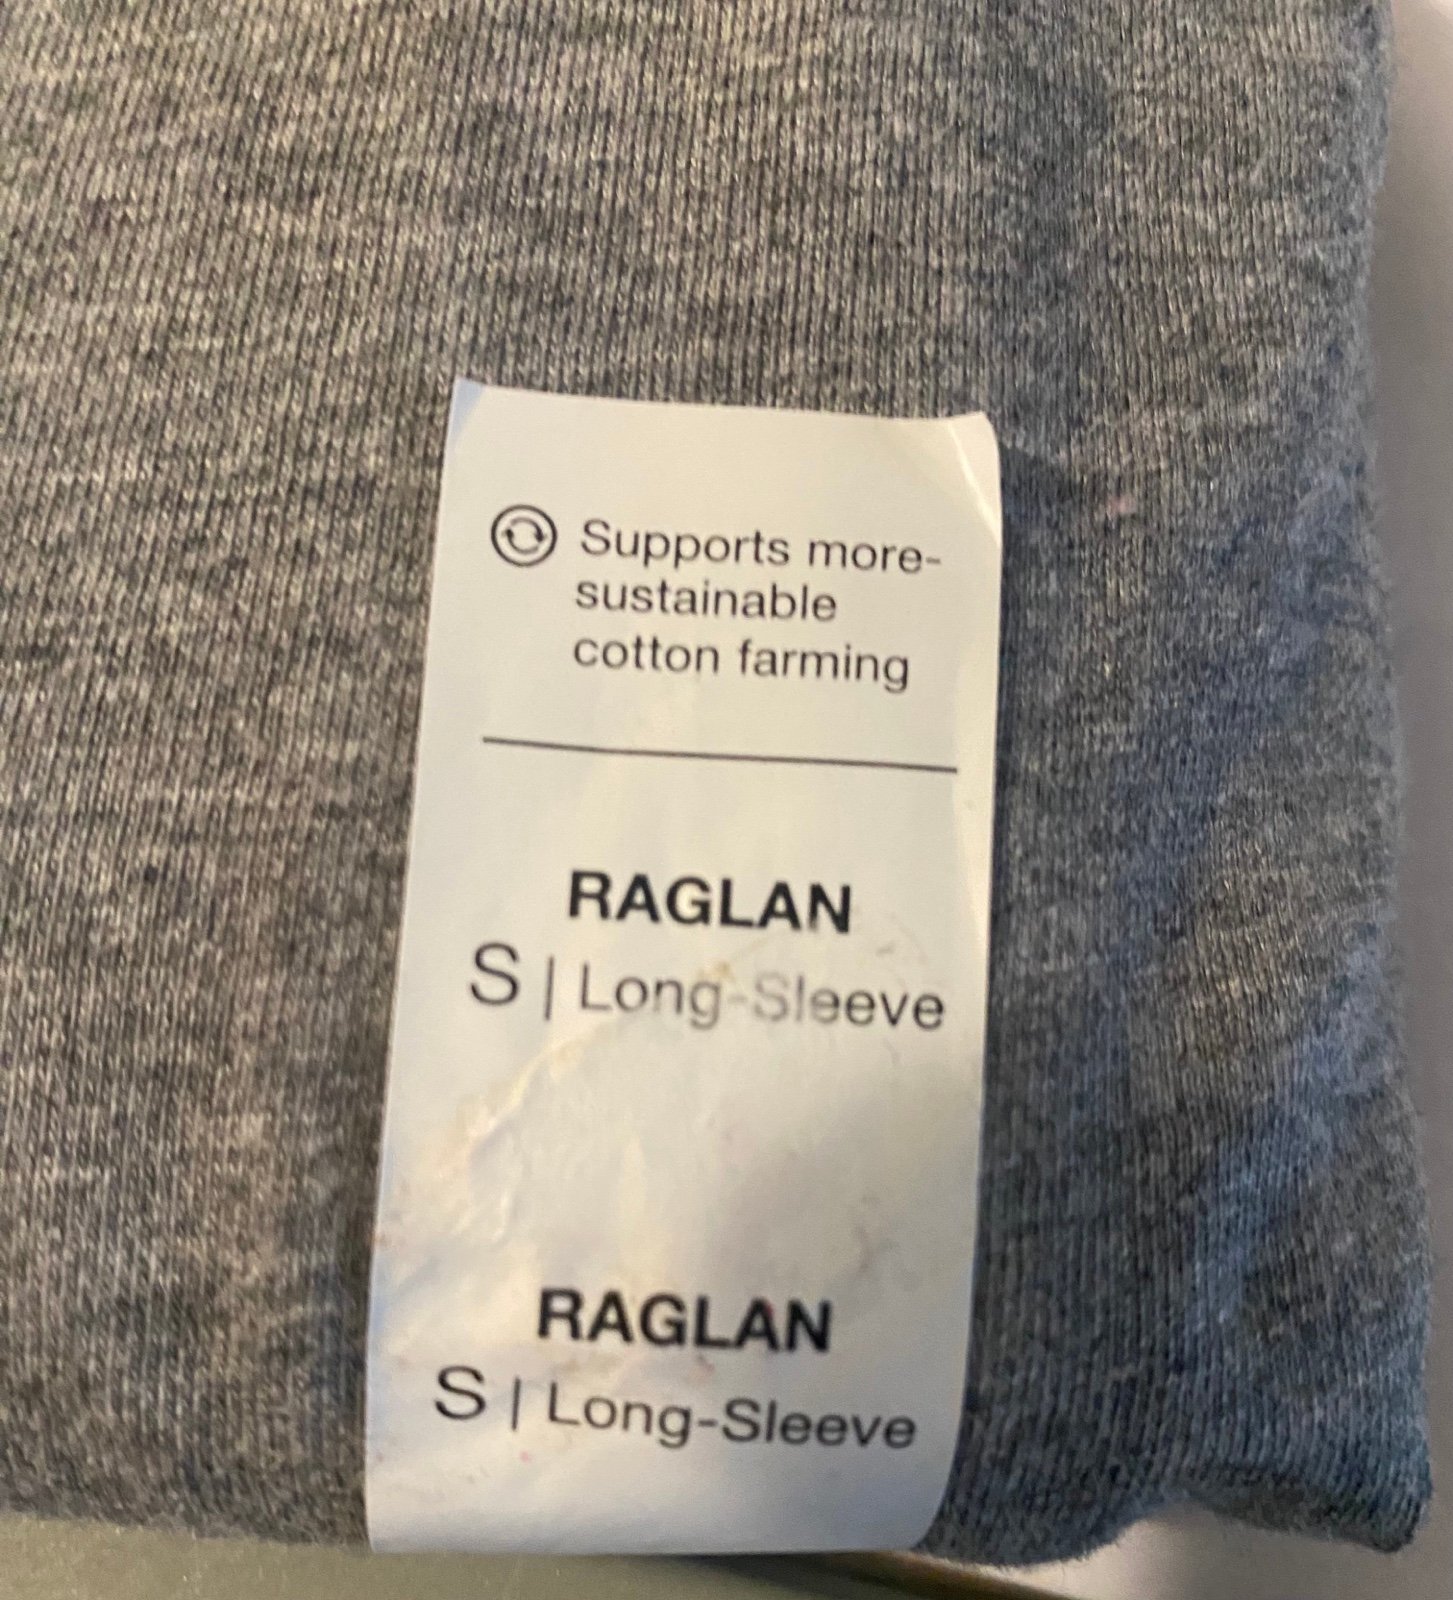 Supports more-
sustainable
cotton farming
RAGLAN
S | Long-Sleeve
RAGLAN
S | Long-Sleeve